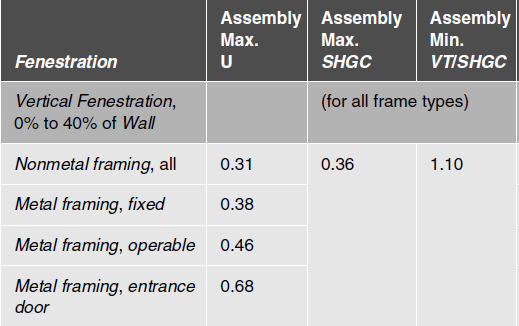 Fenestration
Assembly
Max.
U
Assembly
Max.
SHGC
Assembly
Min.
VT/SHGC
Vertical Fenestration,
0% to 40% of Wall
(for all frame types)
Nonmetal framing, all 0.31 0.36 1.10
Metal framing, fixed 0.38
Metal framing, operable 0.46
Metal framing, entrance
door
0.68